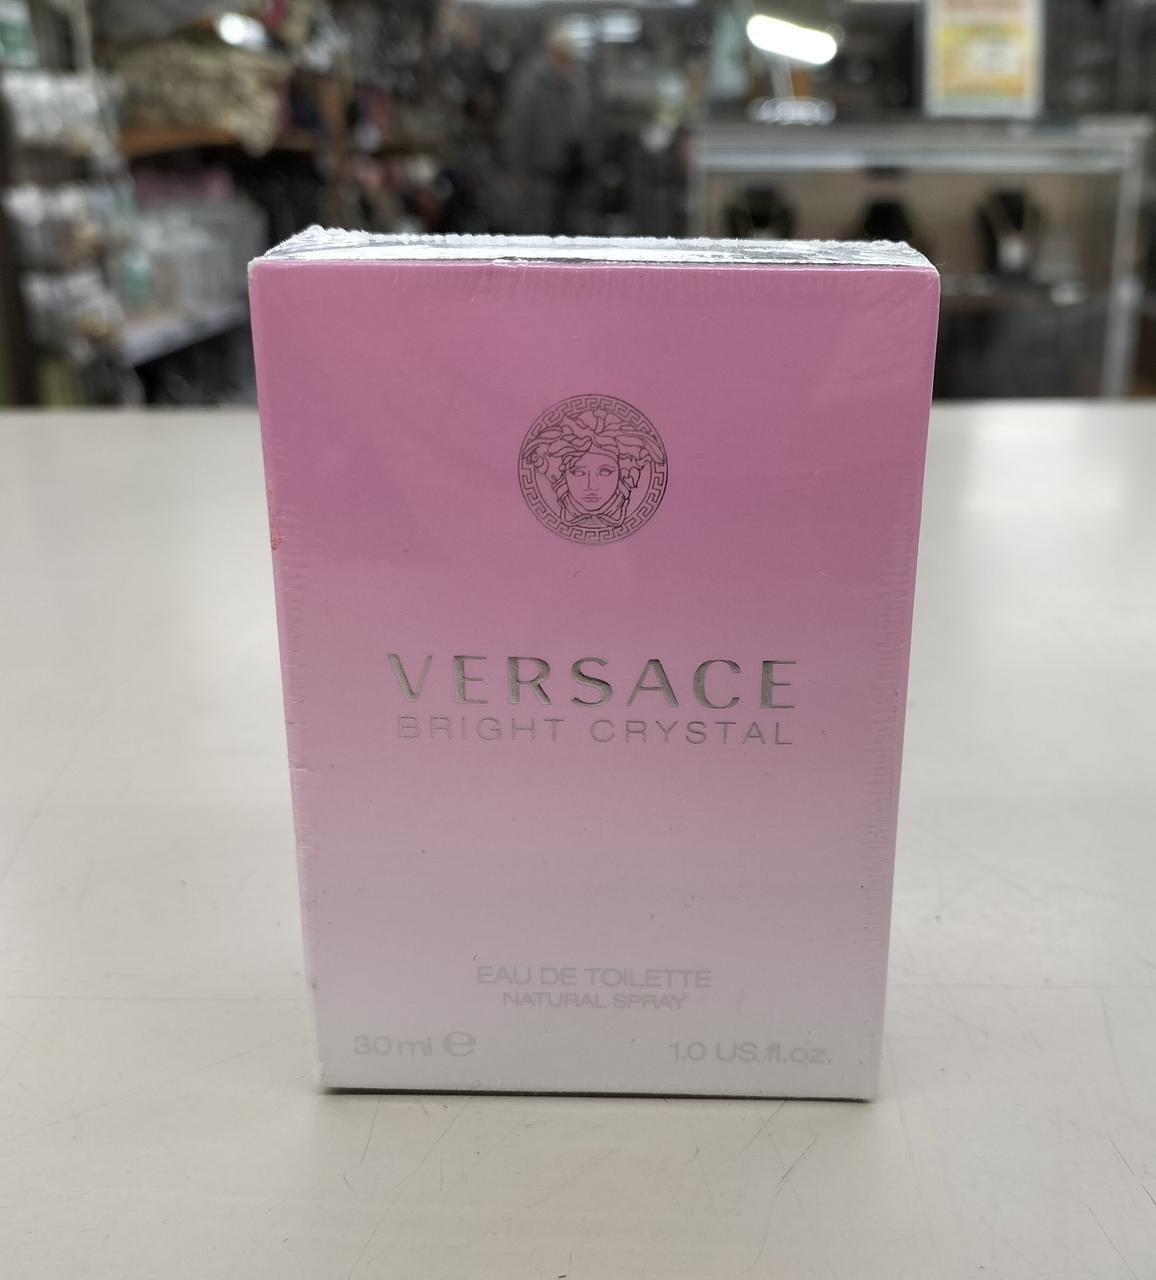 VERSACE
BRIGHT CRYSTAL
EAU DE TOILETTE
NATURAL SPRAY
30 ml ℮
1.0 US.fl.oz.